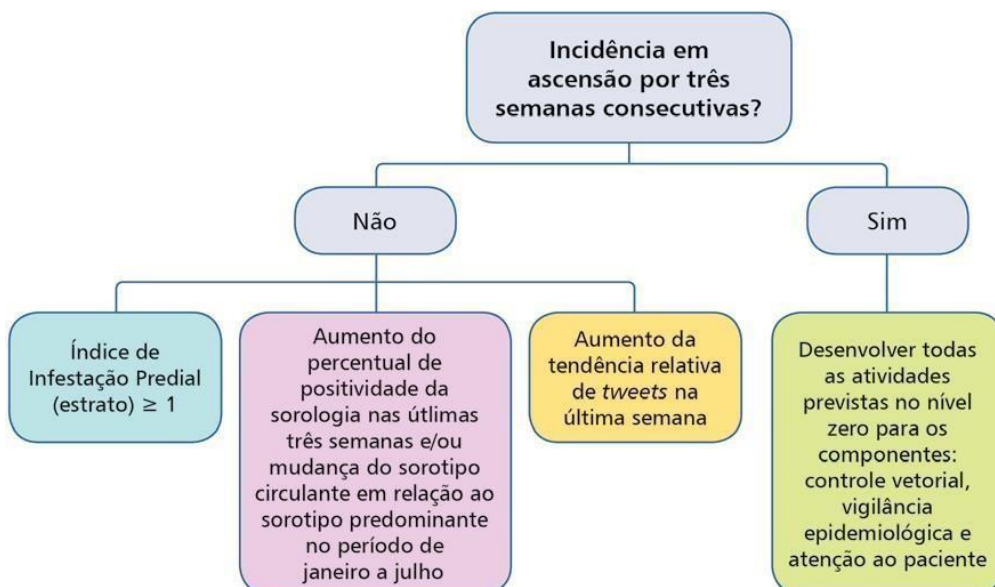 Incidência em
ascensão por três
semanas consecutivas?
Não
Sim
Índice de
Infestação Predial
(estrato) ≥ 1
Aumento do
percentual de
positividade da
sorologia nas útlimas
três semanas e/ou
mudança do sorotipo
circulante em relação ao
sorotipo predominante
no período de
janeiro a julho
Aumento da
tendência relativa
de tweets na
última semana
Desenvolver todas
as atividades
previstas no nível
zero para os
componentes:
controle vetorial,
vigilância
epidemiológica e
atenção ao paciente